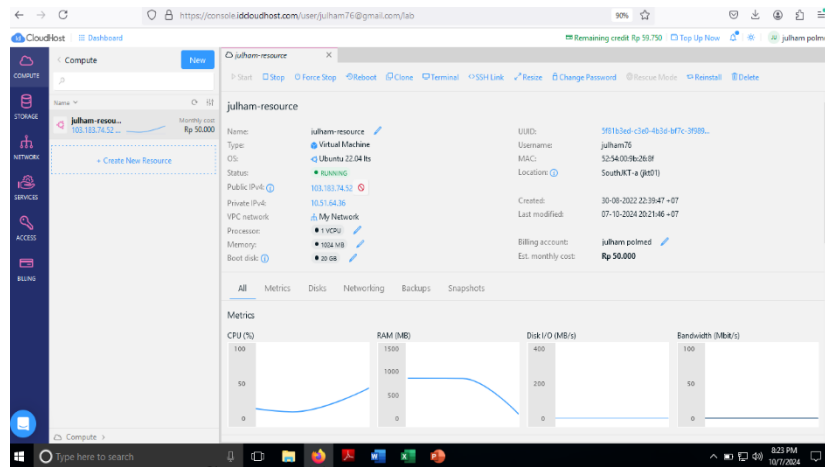 https://console.idcloudhost.com/user/julham76@gmail.com/lab
90%
CloudHost Dashboard
Remaining credit Rp 59.750 Top Up Now julham polm
COMPUTE
STORAGE
NETWORK
SERVICES
ACCESS
BILLING
Compute New
Name
julham-resou... Monthly cost
103.183.74.52 ... Rp 50.000
+ Create New Resource
Compute >
julham-resource ×
Start Stop Force Stop Reboot Clone Terminal SSH Link Resize Change Password Rescue Mode Reinstall Delete
julham-resource
Name: julham-resource
Type: Virtual Machine
OS: Ubuntu 22.04 lts
Status: RUNNING
Public IPv4: 103.183.74.52
Private IPv4: 10.51.64.36
VPC network My Network
Processor: 1 VCPU
Memory: 1024 MB
Boot disk: 20 GB
Username: julham76
MAC: 52:54:00:9b:26:8f
Location: SouthJKT-a (jkt01)
Created: 30-08-2022 22:39:47 +07
Last modified: 07-10-2024 20:21:46 +07
Billing account: julham polmed
Est. monthly cost: Rp 50.000
All Metrics Disks Networking Backups Snapshots
Metrics
CPU (%) RAM (MB) Disk I/O (MB/s) Bandwidth (Mbit/s)
100 1500 400 100
1000
50 500 200 50
0 0 0 0
Type here to search
8:23 PM
10/7/2024